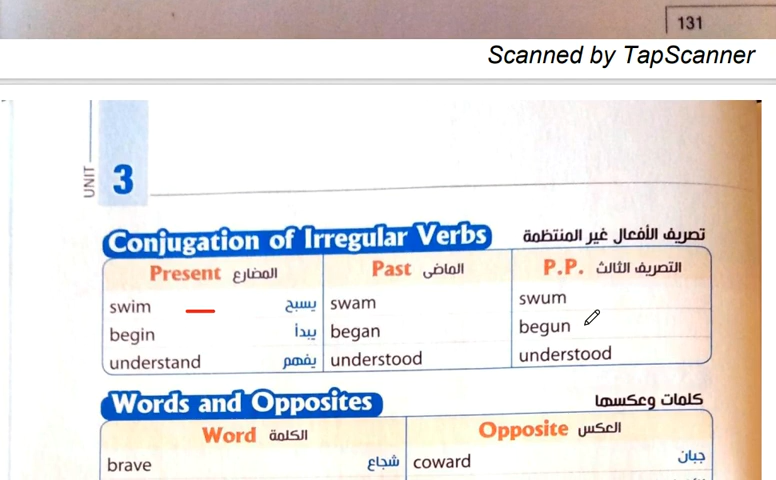 131
Scanned by TapScanner
UNIT 3
Conjugation of Irregular Verbs تصريف الأفعال غير المنتظمة
Present المضارع Past الماضى P.P. التصريف الثالث
swim يسبح swam swum
begin يبدأ began begun
understand يفهم understood understood
Words and Opposites كلمات وعكسها
Word الكلمة Opposite العكس
brave شجاع coward جبان